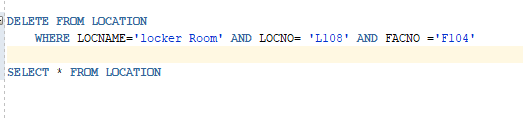 DELETE FROM LOCATION
WHERE LOCNAME='locker Room' AND LOCNO= 'L108' AND FACNO ='F104'
SELECT * FROM LOCATION